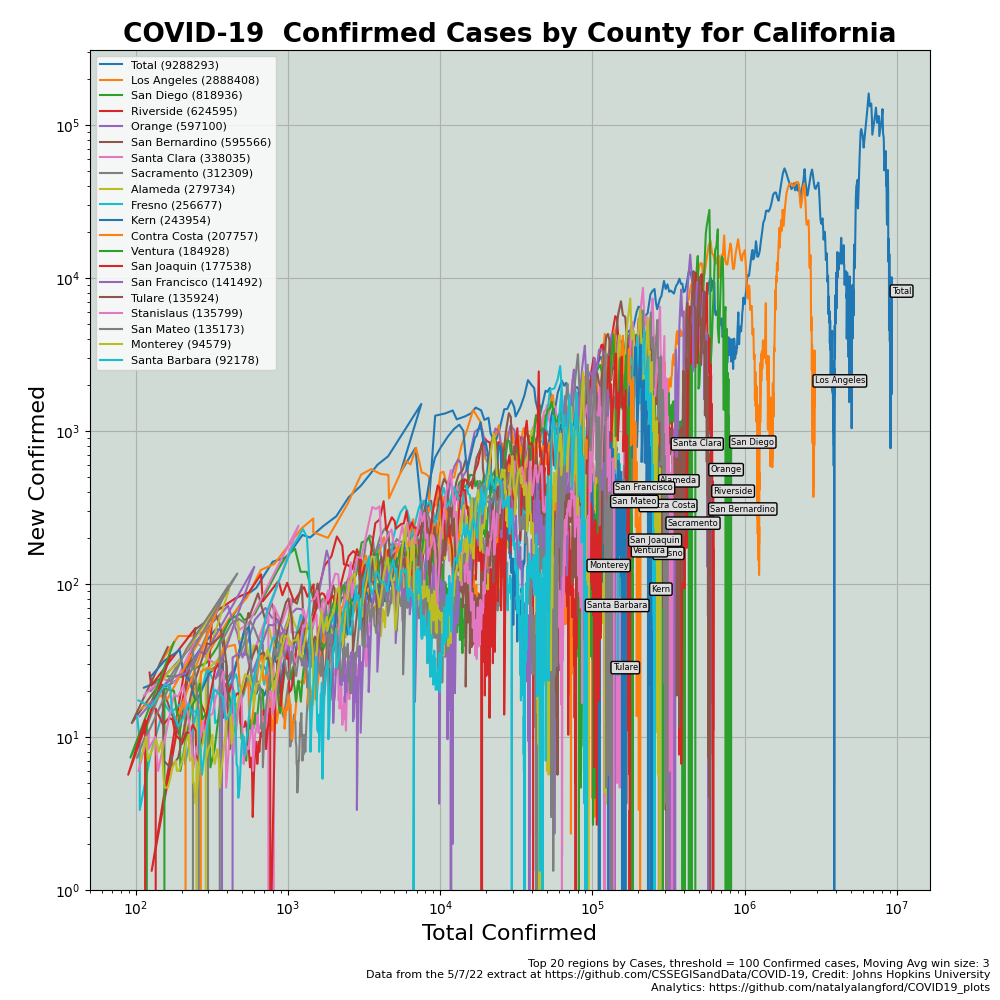 COVID-19  Confirmed Cases by County for California
Total (9288293)
Los Angeles (2888408)
San Diego (818936)
Riverside (624595)
Orange (597100)
San Bernardino (595566)
Santa Clara (338035)
Sacramento (312309)
Alameda (279734)
Fresno (256677)
Kern (243954)
Contra Costa (207757)
Ventura (184928)
San Joaquin (177538)
San Francisco (141492)
Tulare (135924)
Stanislaus (135799)
San Mateo (135173)
Monterey (94579)
Santa Barbara (92178)
10^5
10^4
10^3
10^2
10^1
10^0
New Confirmed
Total
Los Angeles
Santa Clara
San Diego
Orange
Alameda
San Francisco
Riverside
San Mateo
ra Costa
San Bernardino
Sacramento
San Joaquin
Ventura
sno
Monterey
Kern
Santa Barbara
Tulare
10^2
10^3
10^4
10^5
10^6
10^7
Total Confirmed
Top 20 regions by Cases, threshold = 100 Confirmed cases, Moving Avg win size: 3
Data from the 5/7/22 extract at https://github.com/CSSEGISandData/COVID-19, Credit: Johns Hopkins University
Analytics: https://github.com/natalyalangford/COVID19_plots